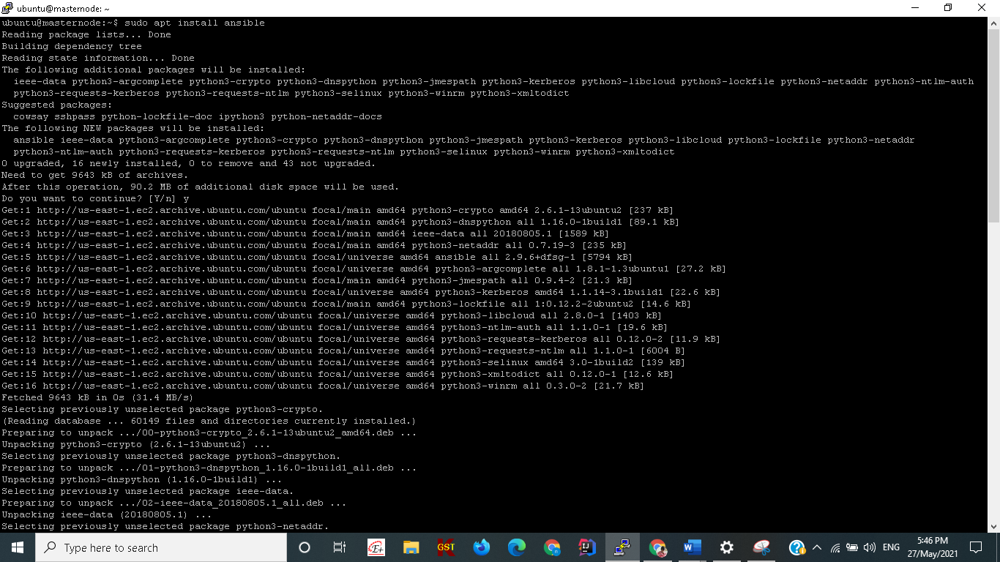 ubuntu@masternode: ~
ubuntu@masternode:~$ sudo apt install ansible
Reading package lists... Done
Building dependency tree
Reading state information... Done
The following additional packages will be installed:
  ieee-data python3-argcomplete python3-crypto python3-dnspython python3-jmespath python3-kerberos python3-libcloud python3-lockfile python3-netaddr python3-ntlm-auth
  python3-requests-kerberos python3-requests-ntlm python3-selinux python3-winrm python3-xmltodict
Suggested packages:
  cowsay sshpass python-lockfile-doc ipython3 python-netaddr-docs
The following NEW packages will be installed:
  ansible ieee-data python3-argcomplete python3-crypto python3-dnspython python3-jmespath python3-kerberos python3-libcloud python3-lockfile python3-netaddr
  python3-ntlm-auth python3-requests-kerberos python3-requests-ntlm python3-selinux python3-winrm python3-xmltodict
0 upgraded, 16 newly installed, 0 to remove and 43 not upgraded.
Need to get 9643 kB of archives.
After this operation, 90.2 MB of additional disk space will be used.
Do you want to continue? [Y/n] y
Get:1 http://us-east-1.ec2.archive.ubuntu.com/ubuntu focal/main amd64 python3-crypto amd64 2.6.1-13ubuntu2 [237 kB]
Get:2 http://us-east-1.ec2.archive.ubuntu.com/ubuntu focal/main amd64 python3-dnspython all 1.16.0-1build1 [89.1 kB]
Get:3 http://us-east-1.ec2.archive.ubuntu.com/ubuntu focal/main amd64 ieee-data all 20180805.1 [1589 kB]
Get:4 http://us-east-1.ec2.archive.ubuntu.com/ubuntu focal/main amd64 python3-netaddr all 0.7.19-3 [235 kB]
Get:5 http://us-east-1.ec2.archive.ubuntu.com/ubuntu focal/universe amd64 ansible all 2.9.6+dfsg-1 [5794 kB]
Get:6 http://us-east-1.ec2.archive.ubuntu.com/ubuntu focal/universe amd64 python3-argcomplete all 1.8.1-1.3ubuntu1 [27.2 kB]
Get:7 http://us-east-1.ec2.archive.ubuntu.com/ubuntu focal/main amd64 python3-jmespath all 0.9.4-2 [21.3 kB]
Get:8 http://us-east-1.ec2.archive.ubuntu.com/ubuntu focal/universe amd64 python3-kerberos amd64 1.1.14-3.1build1 [22.6 kB]
Get:9 http://us-east-1.ec2.archive.ubuntu.com/ubuntu focal/main amd64 python3-lockfile all 1:0.12.2-2ubuntu2 [14.6 kB]
Get:10 http://us-east-1.ec2.archive.ubuntu.com/ubuntu focal/universe amd64 python3-libcloud all 2.8.0-1 [1403 kB]
Get:11 http://us-east-1.ec2.archive.ubuntu.com/ubuntu focal/universe amd64 python3-ntlm-auth all 1.1.0-1 [19.6 kB]
Get:12 http://us-east-1.ec2.archive.ubuntu.com/ubuntu focal/universe amd64 python3-requests-kerberos all 0.12.0-2 [11.9 kB]
Get:13 http://us-east-1.ec2.archive.ubuntu.com/ubuntu focal/universe amd64 python3-requests-ntlm all 1.1.0-1 [6004 B]
Get:14 http://us-east-1.ec2.archive.ubuntu.com/ubuntu focal/universe amd64 python3-selinux amd64 3.0-1build2 [139 kB]
Get:15 http://us-east-1.ec2.archive.ubuntu.com/ubuntu focal/universe amd64 python3-xmltodict all 0.12.0-1 [12.6 kB]
Get:16 http://us-east-1.ec2.archive.ubuntu.com/ubuntu focal/universe amd64 python3-winrm all 0.3.0-2 [21.7 kB]
Fetched 9643 kB in 0s (31.4 MB/s)
Selecting previously unselected package python3-crypto.
(Reading database ... 60149 files and directories currently installed.)
Preparing to unpack .../00-python3-crypto_2.6.1-13ubuntu2_amd64.deb ...
Unpacking python3-crypto (2.6.1-13ubuntu2) ...
Selecting previously unselected package python3-dnspython.
Preparing to unpack .../01-python3-dnspython_1.16.0-1build1_all.deb ...
Unpacking python3-dnspython (1.16.0-1build1) ...
Selecting previously unselected package ieee-data.
Preparing to unpack .../02-ieee-data_20180805.1_all.deb ...
Unpacking ieee-data (20180805.1) ...
Selecting previously unselected package python3-netaddr.
Type here to search
E+
GST
IJ
W
ENG
5:46 PM
27/May/2021